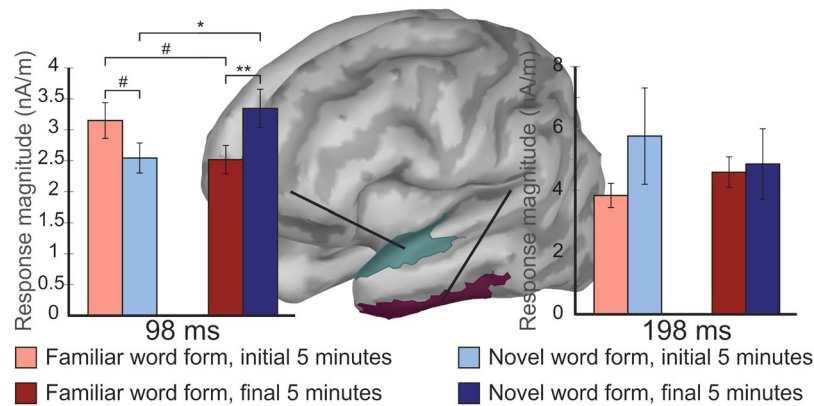 *
#
#
**
Response magnitude (nA/m)
4
3.5
3
2.5
2
1.5
1
0.5
0
98 ms
Response magnitude (nA/m)
8
6
4
2
0
198 ms
Familiar word form, initial 5 minutes
Novel word form, initial 5 minutes
Familiar word form, final 5 minutes
Novel word form, final 5 minutes